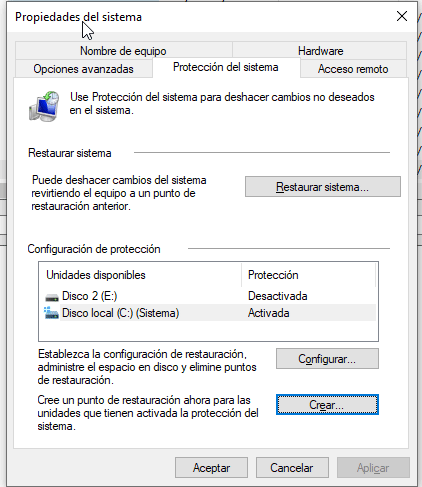 Propiedades del sistema
Nombre de equipo
Hardware
Opciones avanzadas
Protección del sistema
Acceso remoto
Use Protección del sistema para deshacer cambios no deseados
en el sistema.
Restaurar sistema
Puede deshacer cambios del sistema
revirtiendo el equipo a un punto de
restauración anterior.
Restaurar sistema...
Configuración de protección
Unidades disponibles
Protección
Disco 2 (E:)
Desactivada
Disco local (C:) (Sistema)
Activada
Establezca la configuración de restauración,
administre el espacio en disco y elimine puntos
de restauración.
Configurar...
Cree un punto de restauración ahora para las
unidades que tienen activada la protección del
sistema.
Crear...
Aceptar
Cancelar
Aplicar